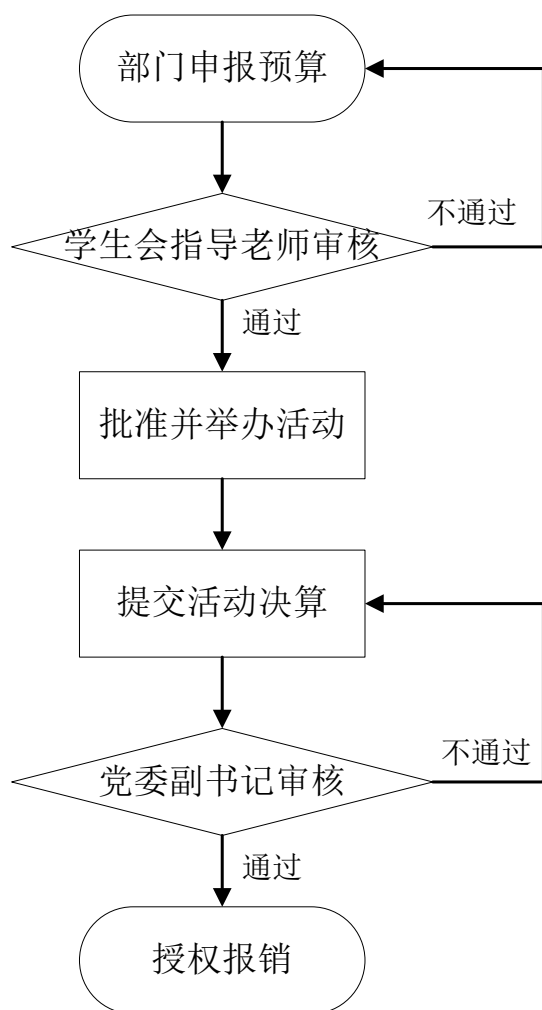 部门申报预算
不通过
学生会指导老师审核
通过
批准并举办活动
提交活动决算
不通过
党委副书记审核
通过
授权报销